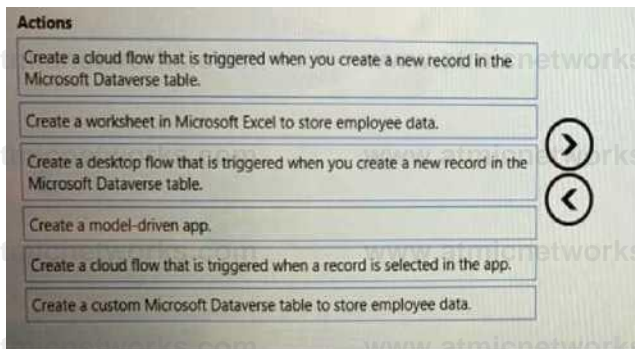 Actions
Create a cloud flow that is triggered when you create a new record in the
Microsoft Dataverse table.
Create a worksheet in Microsoft Excel to store employee data.
Create a desktop flow that is triggered when you create a new record in the
Microsoft Dataverse table.
Create a model-driven app.
Create a cloud flow that is triggered when a record is selected in the app.
Create a custom Microsoft Dataverse table to store employee data.